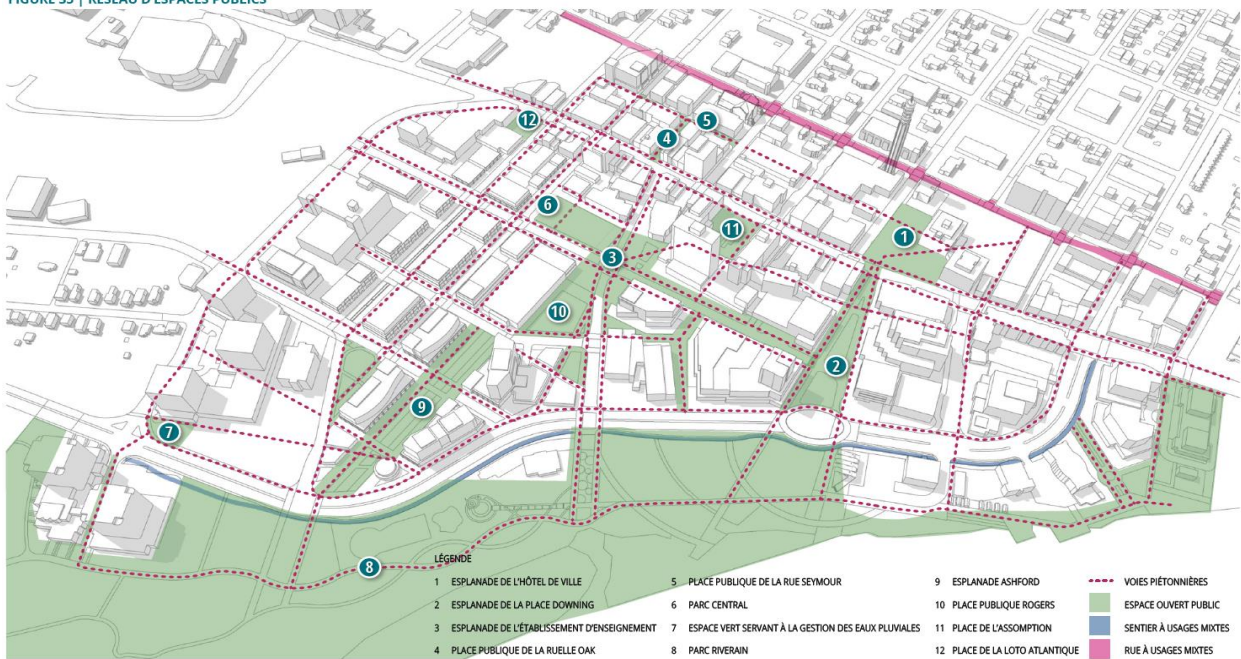 FIGURE 35 | RÉSEAU D'ESPACES PUBLICS
12
5
4
6
11
1
3
10
2
9
7
8
LÉGENDE
1 ESPLANADE DE L'HÔTEL DE VILLE
2 ESPLANADE DE LA PLACE DOWNING
3 ESPLANADE DE L'ÉTABLISSEMENT D'ENSEIGNEMENT
4 PLACE PUBLIQUE DE LA RUELLE OAK
5 PLACE PUBLIQUE DE LA RUE SEYMOUR
6 PARC CENTRAL
7 ESPACE VERT SERVANT À LA GESTION DES EAUX PLUVIALES
8 PARC RIVERAIN
9 ESPLANADE ASHFORD
10 PLACE PUBLIQUE ROGERS
11 PLACE DE L'ASSOMPTION
12 PLACE DE LA LOTO ATLANTIQUE
VOIES PIÉTONNIÈRES
ESPACE OUVERT PUBLIC
SENTIER À USAGES MIXTES
RUE À USAGES MIXTES